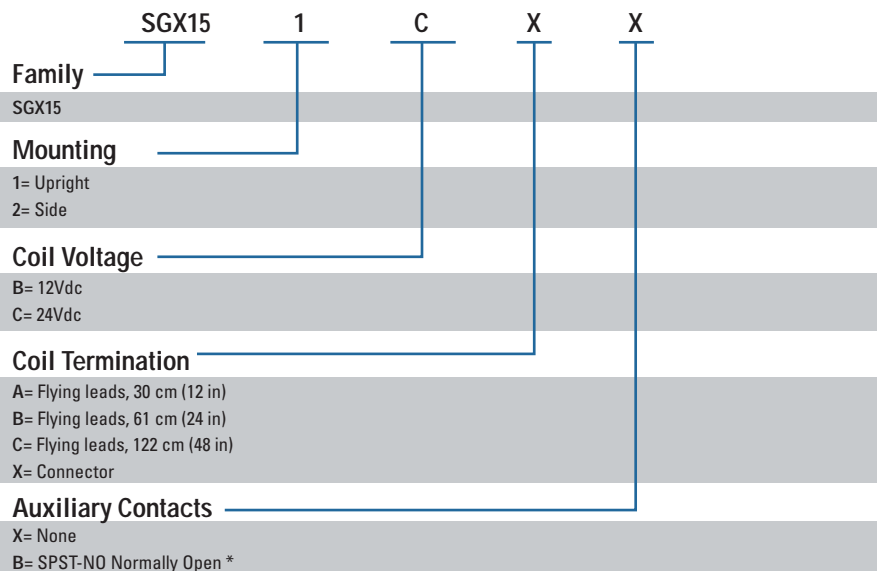 SGX15 1 C X X
Family
SGX15
Mounting
1= Upright
2= Side
Coil Voltage
B= 12Vdc
C= 24Vdc
Coil Termination
A= Flying leads, 30 cm (12 in)
B= Flying leads, 61 cm (24 in)
C= Flying leads, 122 cm (48 in)
X= Connector
Auxiliary Contacts
X= None
B= SPST-NO Normally Open *